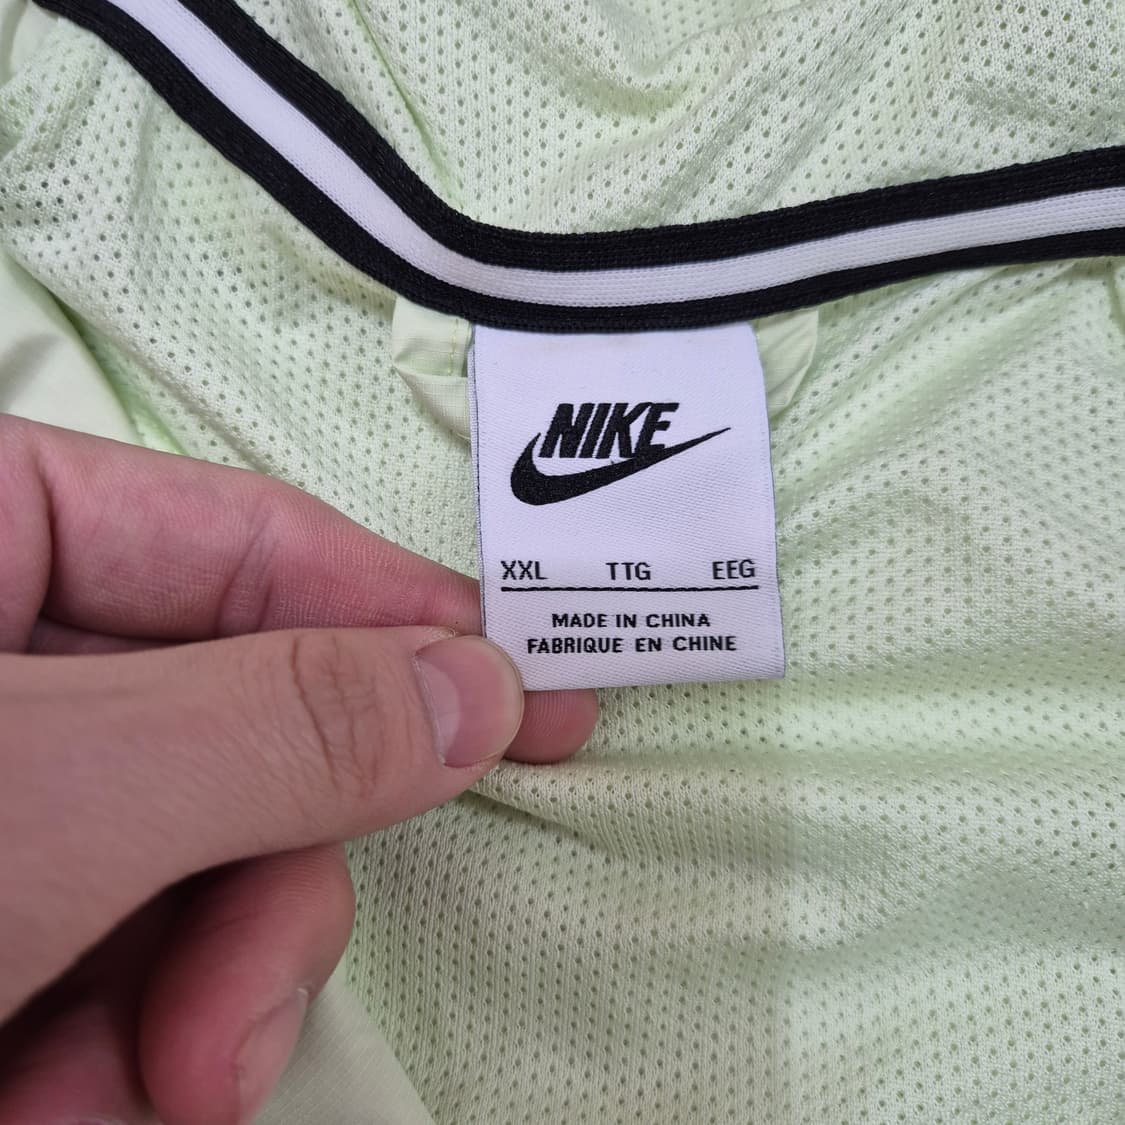 NIKE
XXL TTG EEG
MADE IN CHINA
FABRIQUE EN CHINE